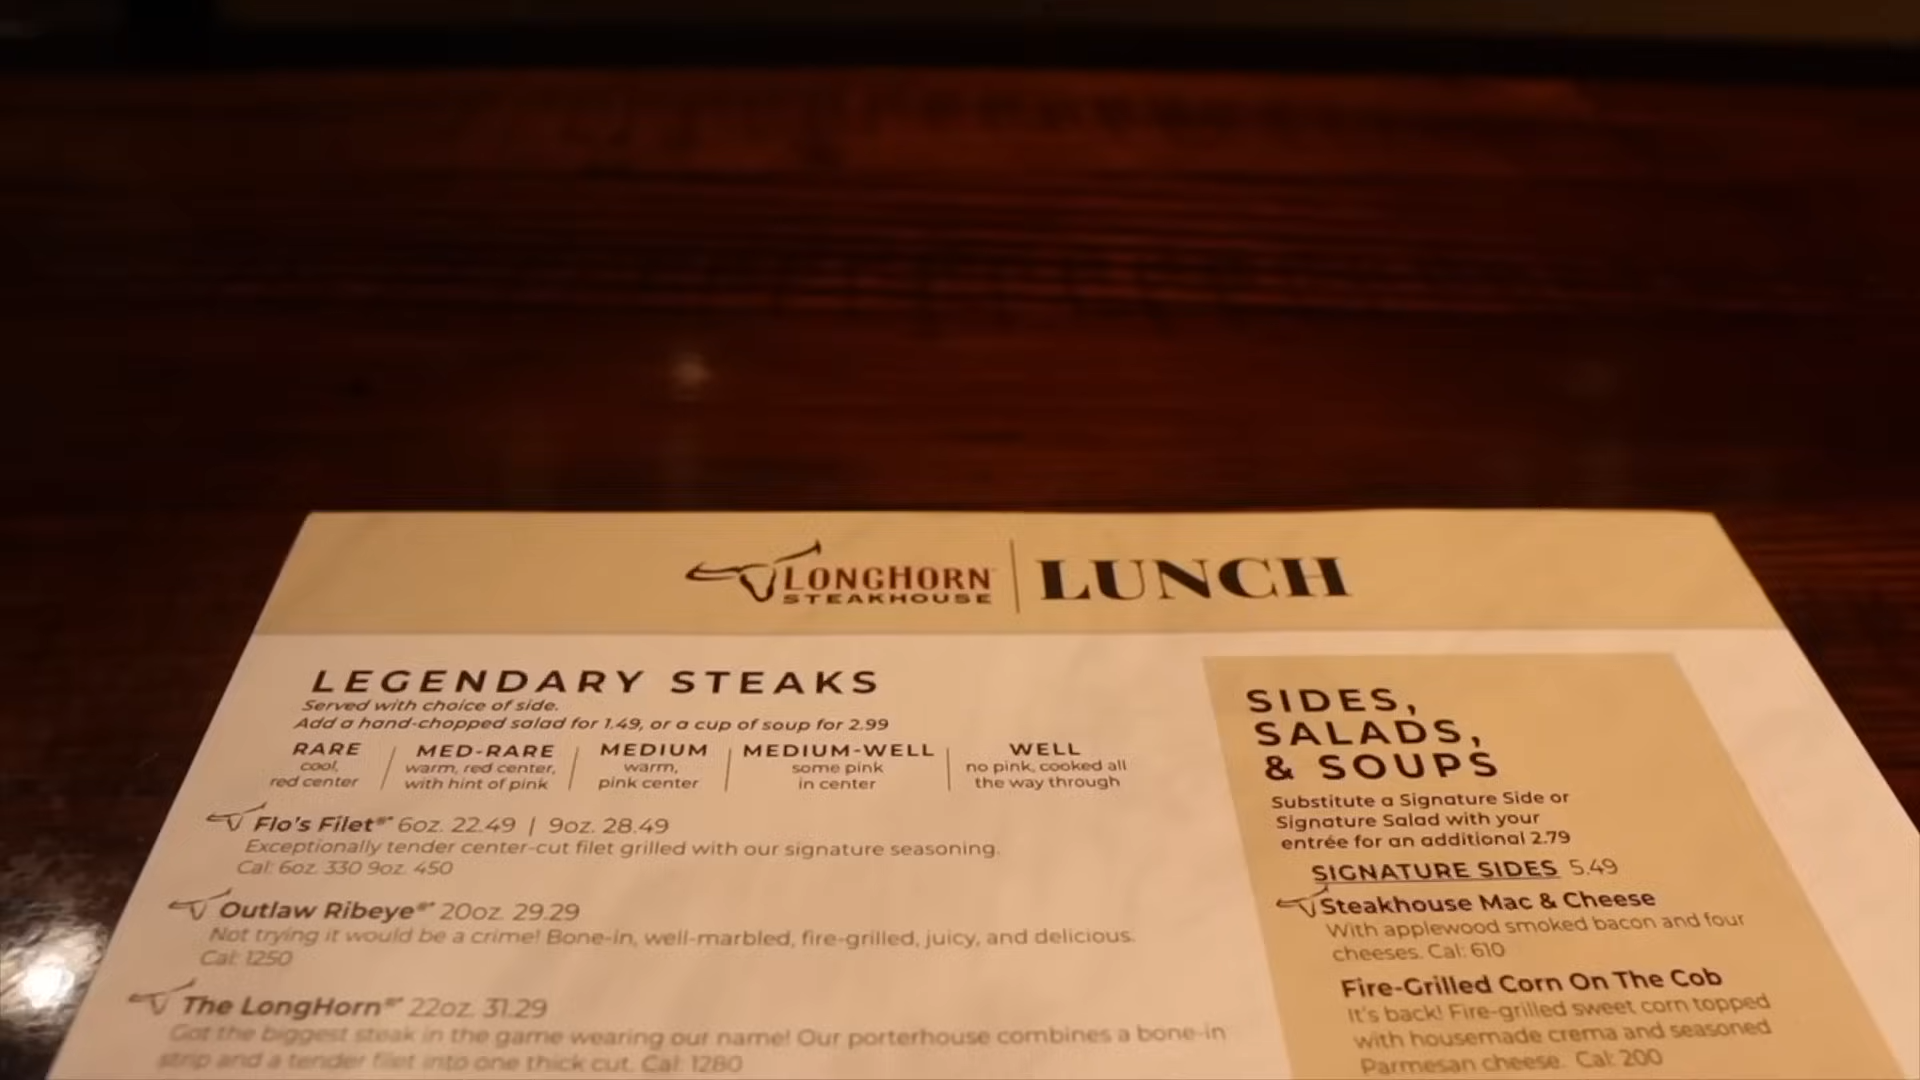 LONGHORN
STEAKHOUSE
LUNCH
LEGENDARY STEAKS
Served with choice of side.
Add a hand-chopped salad for 1.49, or a cup of soup for 2.99
RARE
cool,
red center
MED-RARE
warm, red center,
with hint of pink
MEDIUM
warm,
pink center
MEDIUM-WELL
some pink
in center
WELL
no pink, cooked all
the way through
Flo's Filet®* 6oz. 22.49 | 9oz. 28.49
Exceptionally tender center-cut filet grilled with our signature seasoning.
Cal: 6oz. 330 9oz. 450
Outlaw Ribeye®* 20oz. 29.29
Not trying it would be a crime! Bone-in, well-marbled, fire-grilled, juicy, and delicious.
Cal: 1250
The LongHorn®* 22oz. 31.29
Got the biggest steak in the game wearing our name! Our porterhouse combines a bone-in
strip and a tender filet into one thick cut. Cal: 1280
SIDES,
SALADS,
& SOUPS
Substitute a Signature Side or
Signature Salad with your
entrée for an additional 2.79
SIGNATURE SIDES 5.49
Steakhouse Mac & Cheese
With applewood smoked bacon and four
cheeses. Cal: 610
Fire-Grilled Corn On The Cob
It's back! Fire-grilled sweet corn topped
with housemade crema and seasoned
Parmesan cheese. Cal: 200